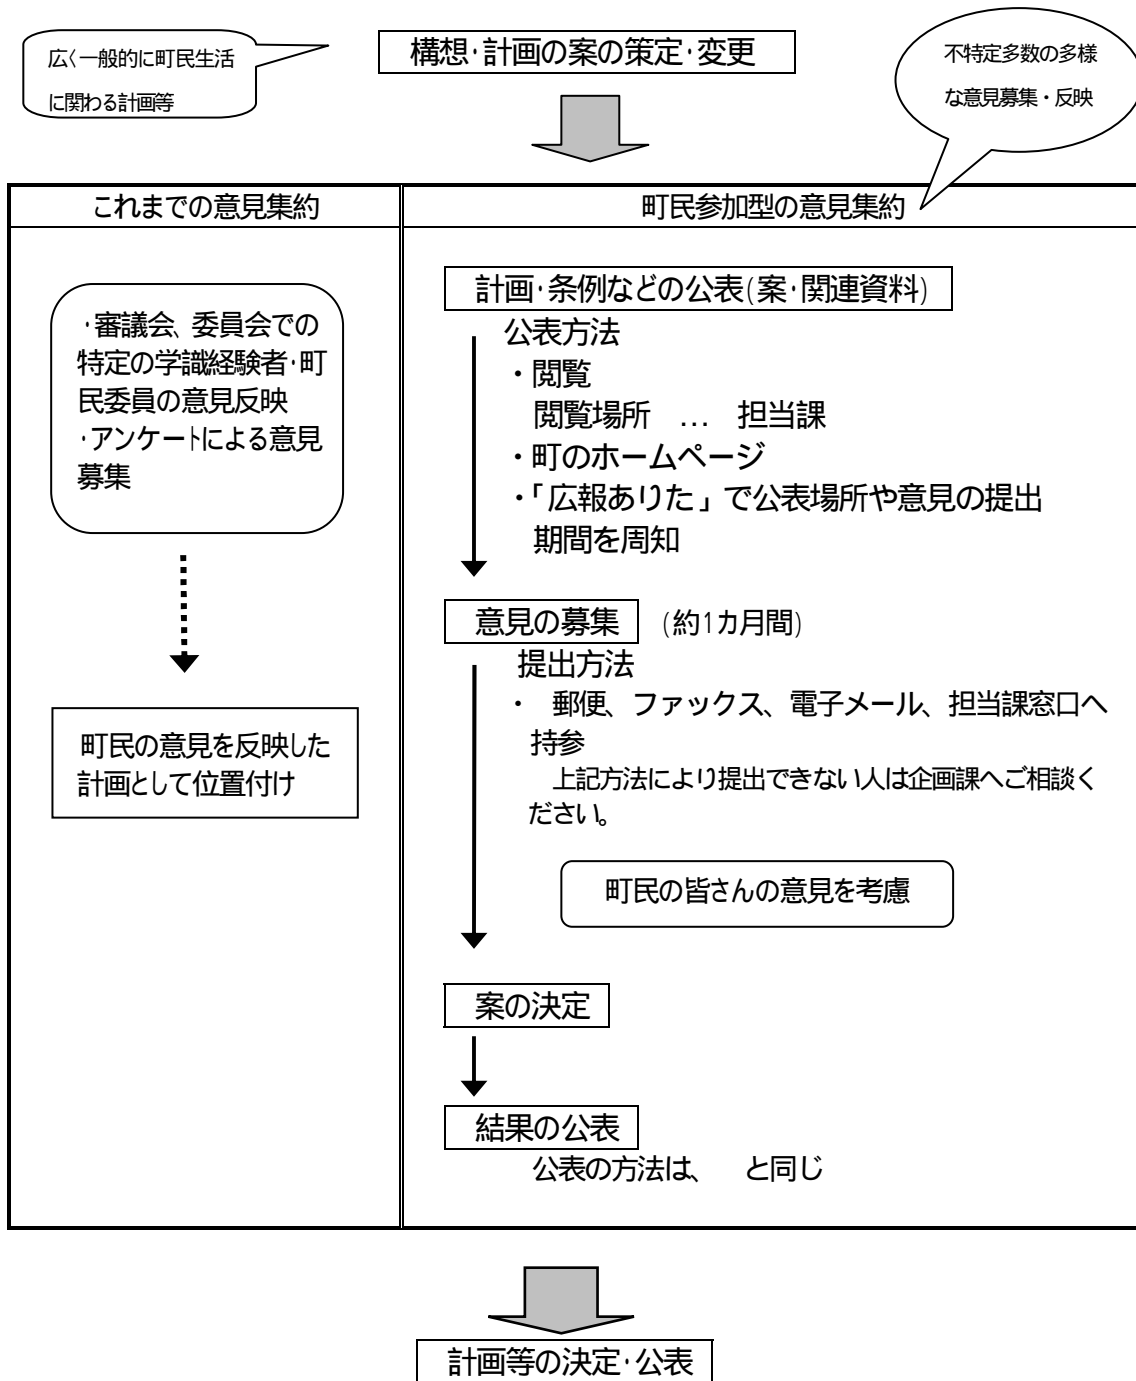 構想・計画の案の策定・変更
広く一般的に町民生活
に関わる計画等
不特定多数の多様
な意見募集・反映
これまでの意見集約
・審議会、委員会での
特定の学識経験者・町
民委員の意見反映
・アンケートによる意見
募集
町民の意見を反映した
計画として位置付け
町民参加型の意見集約
計画・条例などの公表(案・関連資料)
公表方法
・閲覧
閲覧場所 … 担当課
・町のホームページ
・「広報ありた」で公表場所や意見の提出
期間を周知
意見の募集 (約1カ月間)
提出方法
・ 郵便、ファックス、電子メール、担当課窓口へ
持参
上記方法により提出できない人は企画課へご相談く
ださい。
町民の皆さんの意見を考慮
案の決定
結果の公表
公表の方法は、 と同じ
計画等の決定・公表